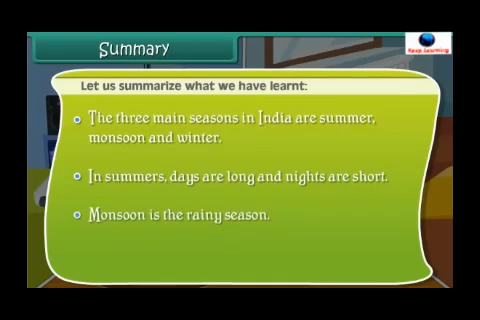 Summary
Keep Learning
Let us summarize what we have learnt:
The three main seasons in India are summer,
monsoon and winter.
In summers, days are long and nights are short.
Monsoon is the rainy season.